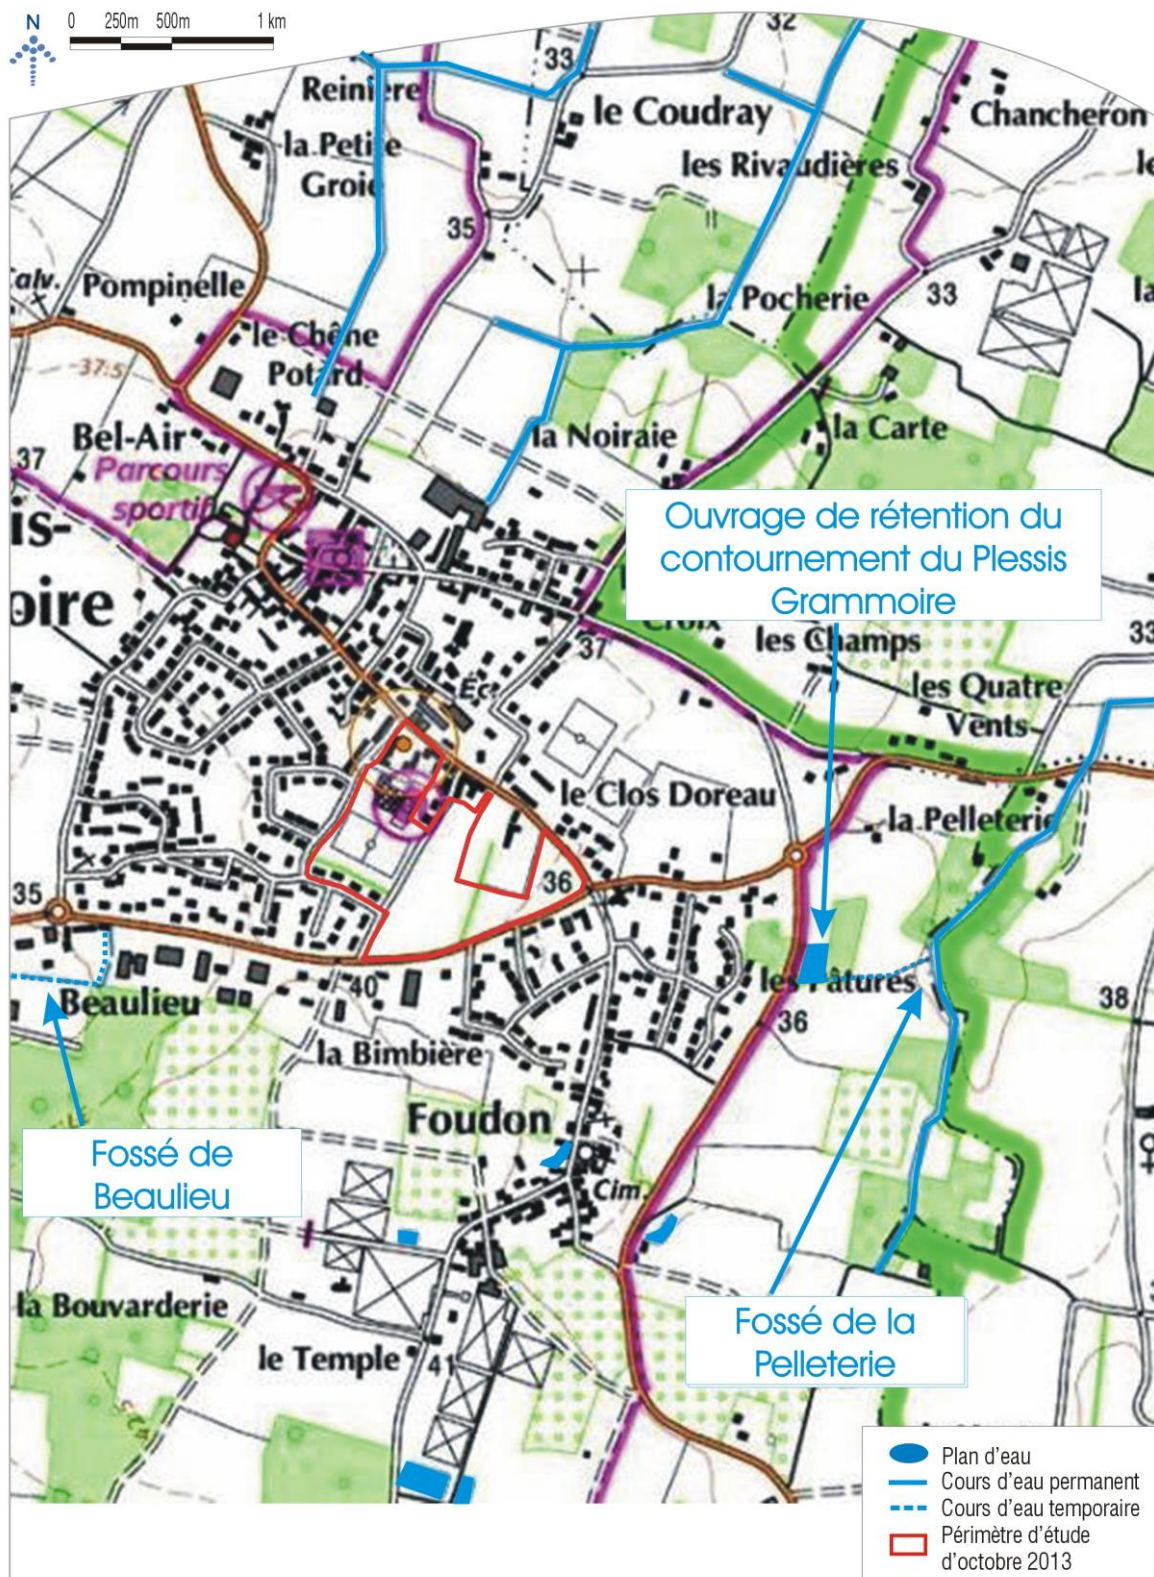 N
0 250m 500m 1 km
32
33
Reinière
le Coudray
Chancheron
la Petite
Groie
les Rivaudières
35
33
Pompinelle
la Pocherie
le Chêne
Potard
37.5
Bel-Air
la Noiraie
la Carte
37
Parcours
sportif
is-
oire
Ouvrage de rétention du
contournement du Plessis
Grammoire
Croix
les Champs
33
37
les Quatre
Vents
Ec.
le Clos Doreau
la Pelleterie
36
35
Beaulieu
les Pâtures
40
38
36
la Bimbière
Foudon
Fossé de
Beaulieu
Cim.
la Bouvarderie
Fossé de la
Pelleterie
le Temple
41
Plan d'eau
Cours d'eau permanent
Cours d'eau temporaire
Périmètre d'étude
d'octobre 2013